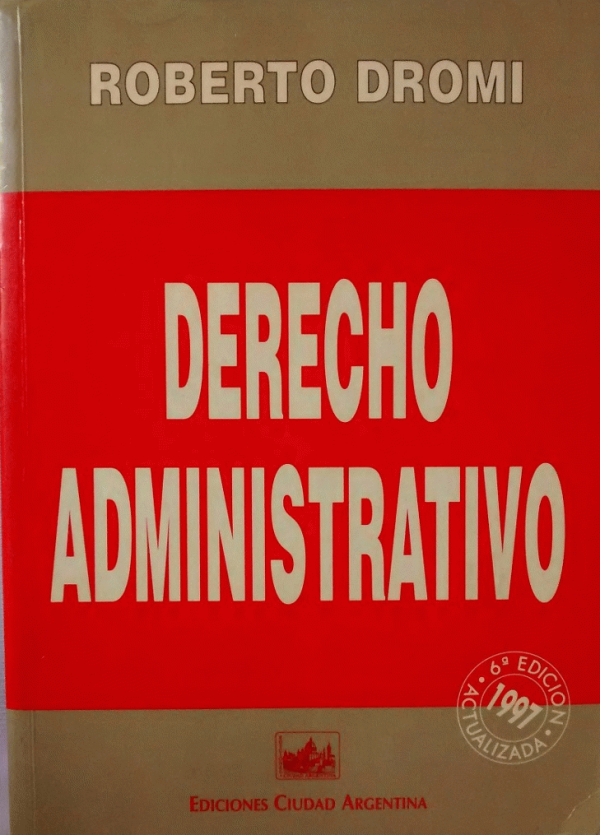 ROBERTO DROMI
DERECHO
ADMINISTRATIVO
6ª EDICION
1997
ACTUALIZADA
EDICIONES CIUDAD ARGENTINA